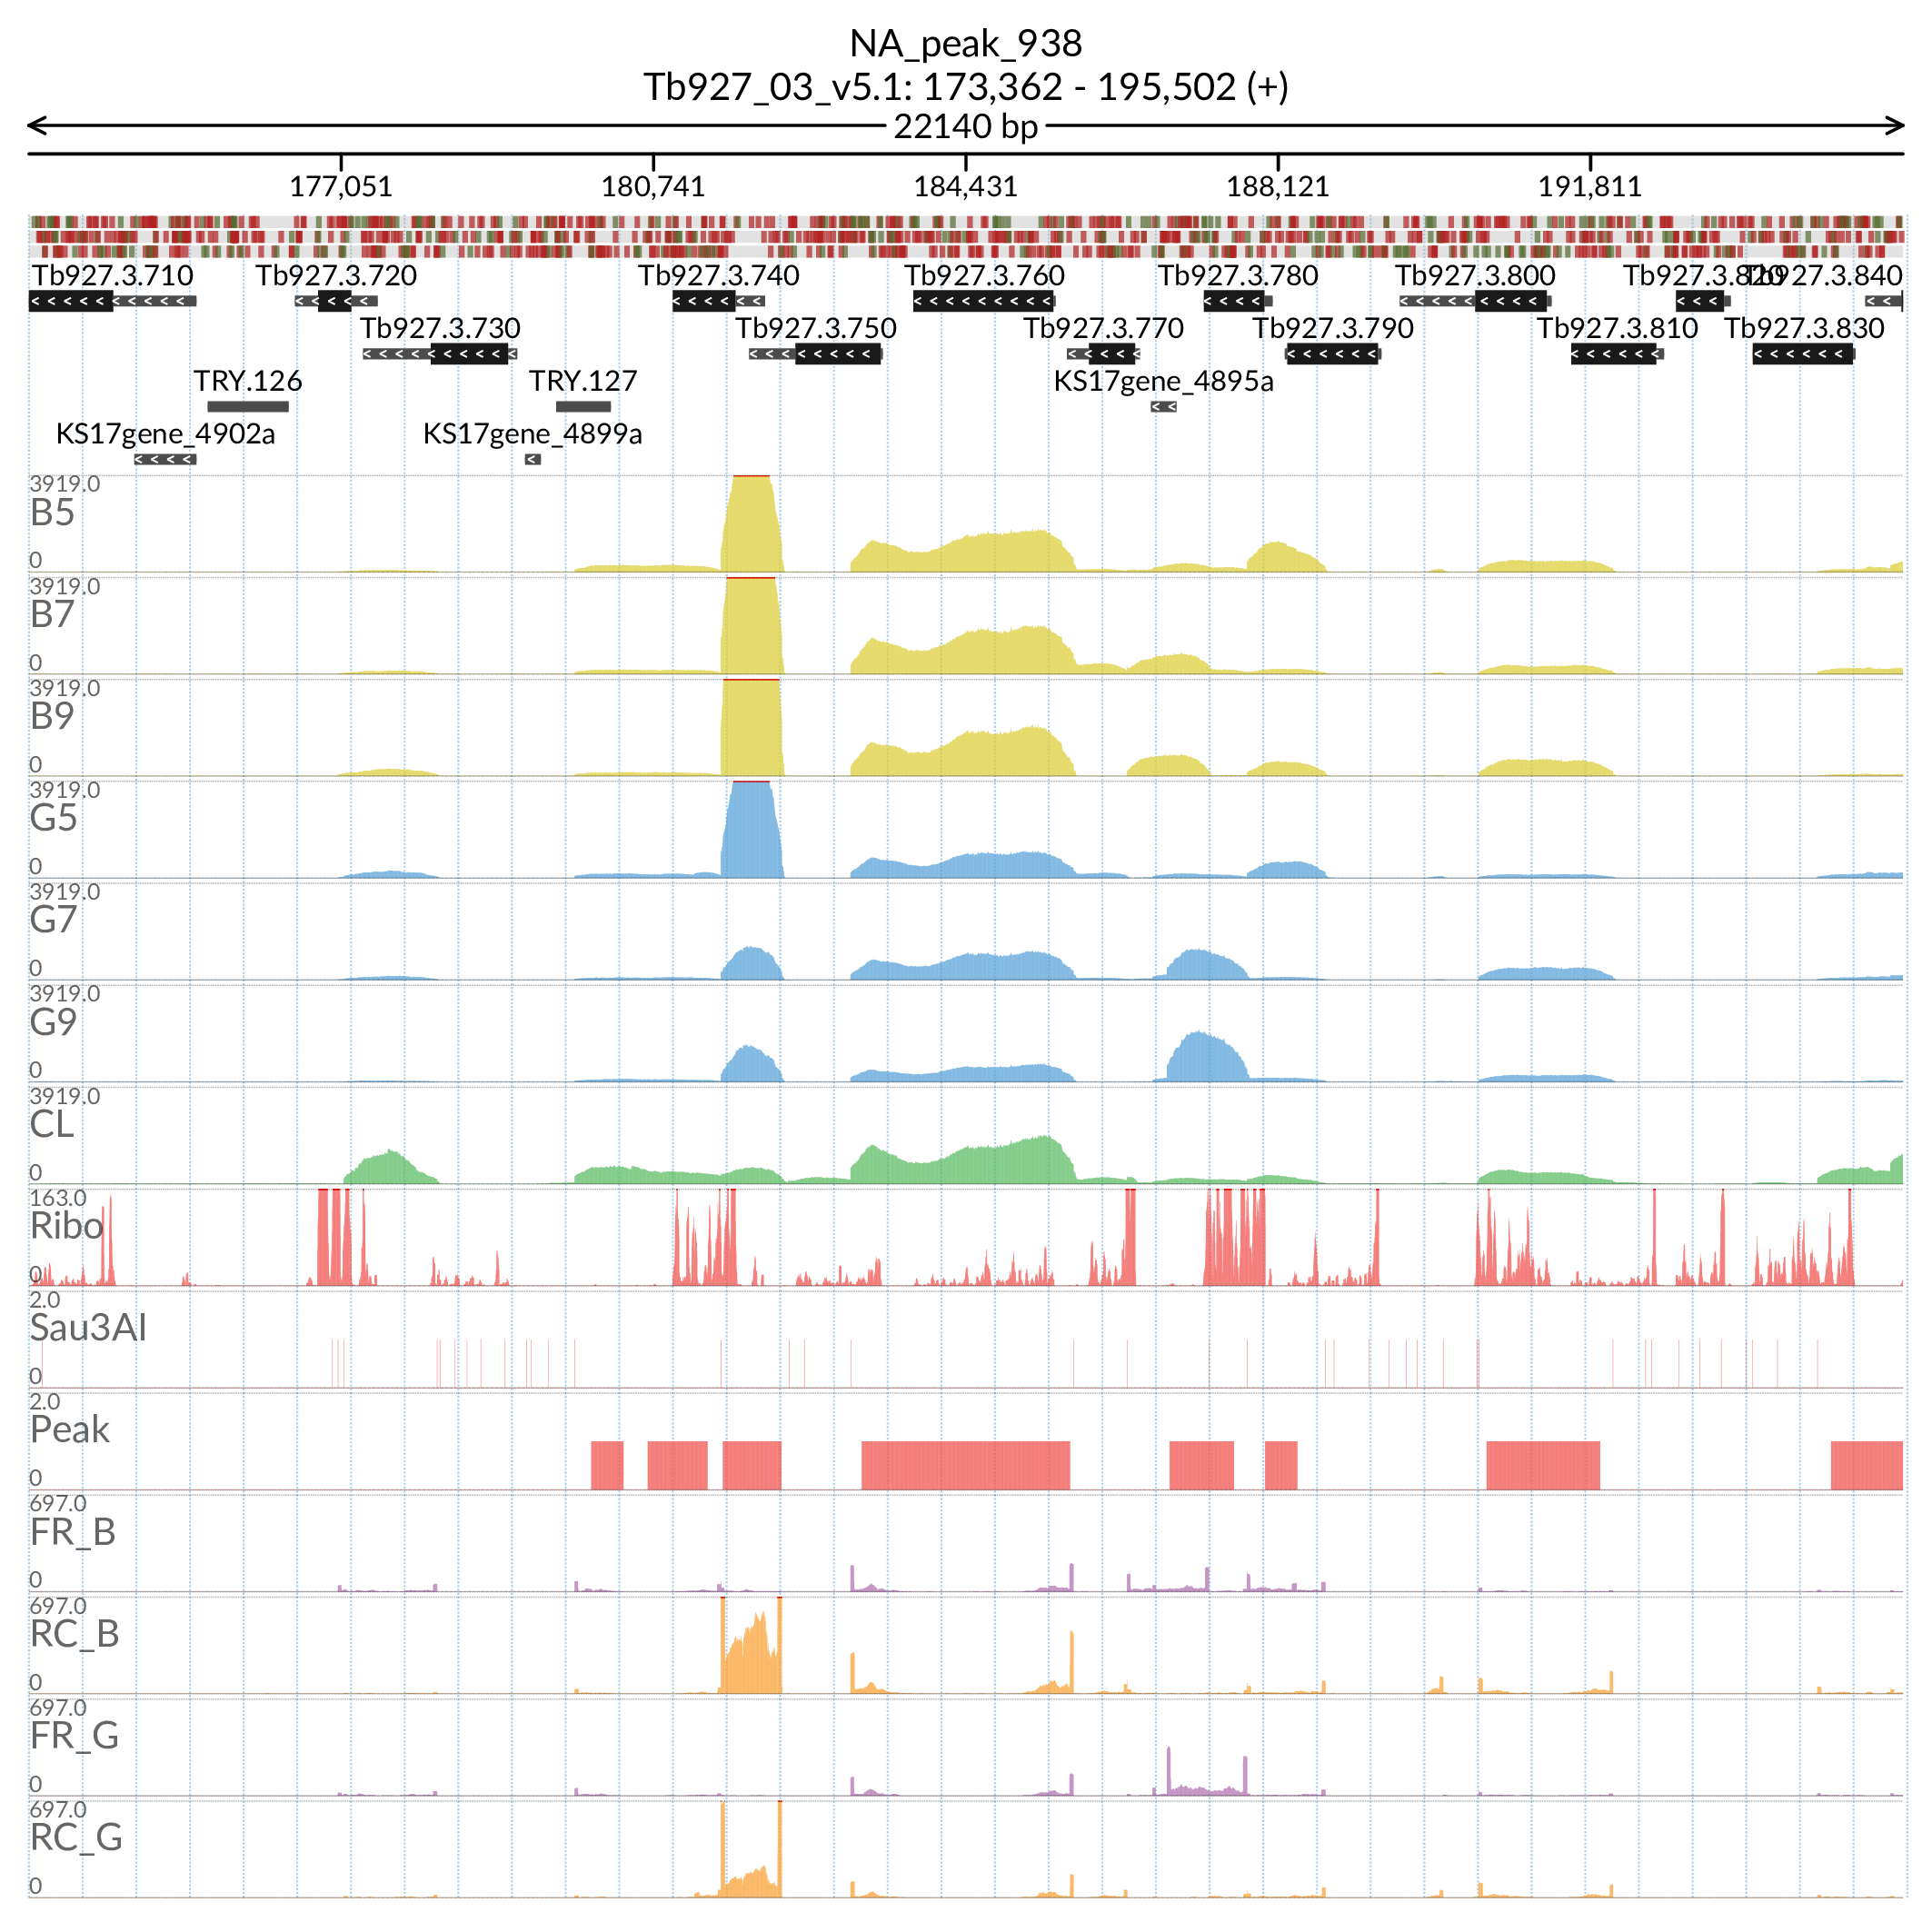 NA_peak_938
Tb927_03_v5.1: 173,362 - 195,502 (+)
22140 bp
177,051 180,741 184,431 188,121 191,811
Tb927.3.710 Tb927.3.720 Tb927.3.740 Tb927.3.760 Tb927.3.780 Tb927.3.800 Tb927.3.820 Tb927.3.840
Tb927.3.730 Tb927.3.750 Tb927.3.770 Tb927.3.790 Tb927.3.810 Tb927.3.830
TRY.126 TRY.127 KS17gene_4895a
KS17gene_4902a KS17gene_4899a
3919.0
B5
0
3919.0
B7
0
3919.0
B9
0
3919.0
G5
0
3919.0
G7
0
3919.0
G9
0
3919.0
CL
0
163.0
Ribo
0
2.0
Sau3AI
0
2.0
Peak
0
697.0
FR_B
0
697.0
RC_B
0
697.0
FR_G
0
697.0
RC_G
0